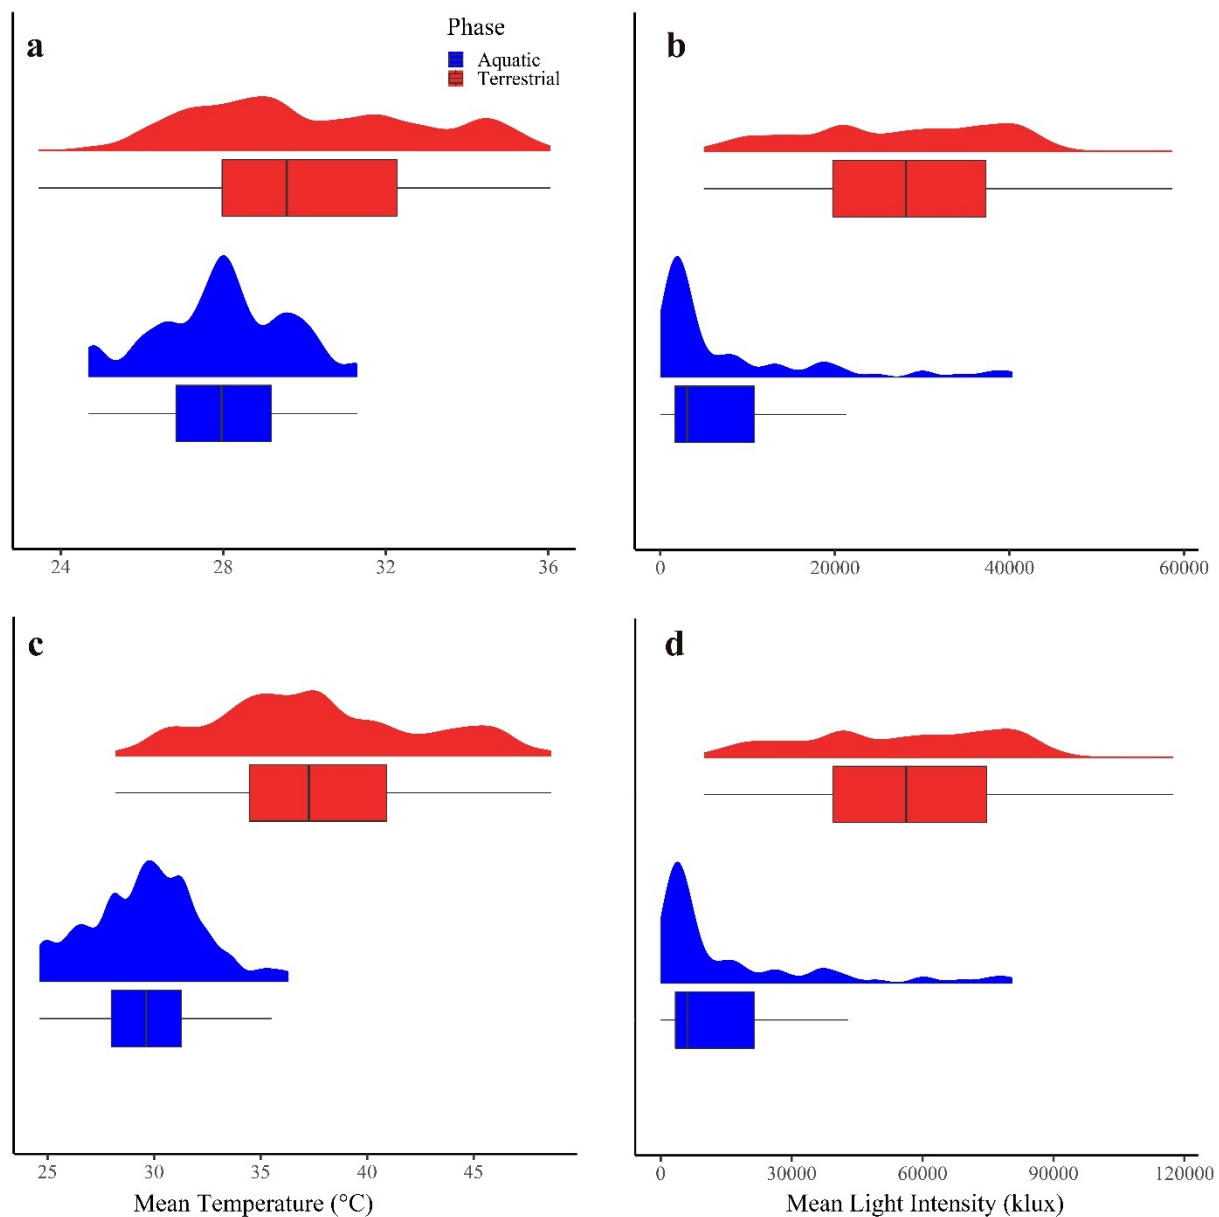 a
Phase
Aquatic
Terrestrial
b
24 28 32 36
0 20000 40000 60000
c
d
25 30 35 40 45
0 30000 60000 90000 120000
Mean Temperature (°C)
Mean Light Intensity (klux)